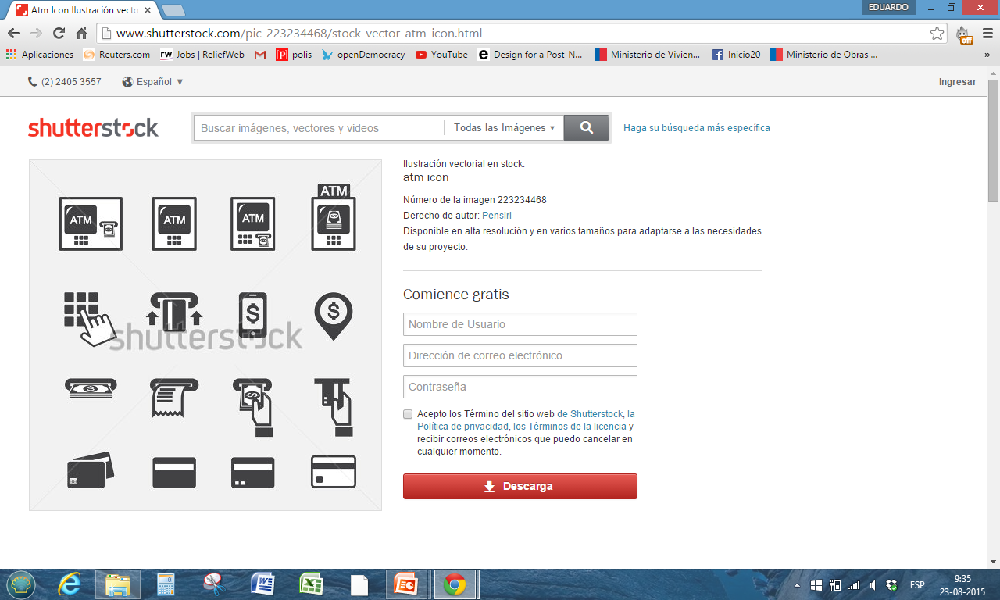 Atm Icon Ilustración vecto
EDUARDO
www.shutterstock.com/pic-223234468/stock-vector-atm-icon.html
off
Aplicaciones Reuters.com rw Jobs | ReliefWeb polis openDemocracy YouTube e Design for a Post-N... Ministerio de Vivien... Inicio20 Ministerio de Obras ... »
(2) 2405 3557 Español Ingresar
shutterstock
Buscar imágenes, vectores y videos Todas las Imágenes
Haga su búsqueda más específica
Ilustración vectorial en stock:
atm icon
Número de la imagen 223234468
Derecho de autor: Pensiri
Disponible en alta resolución y en varios tamaños para adaptarse a las necesidades
de su proyecto.
ATM
ATM ATM ATM
$ $
shutterstock
Comience gratis
Nombre de Usuario
Dirección de correo electrónico
Contraseña
Acepto los Término del sitio web de Shutterstock, la
Política de privacidad, los Términos de la licencia y
recibir correos electrónicos que puedo cancelar en
cualquier momento.
Descarga
ESP
9:35
23-08-2015